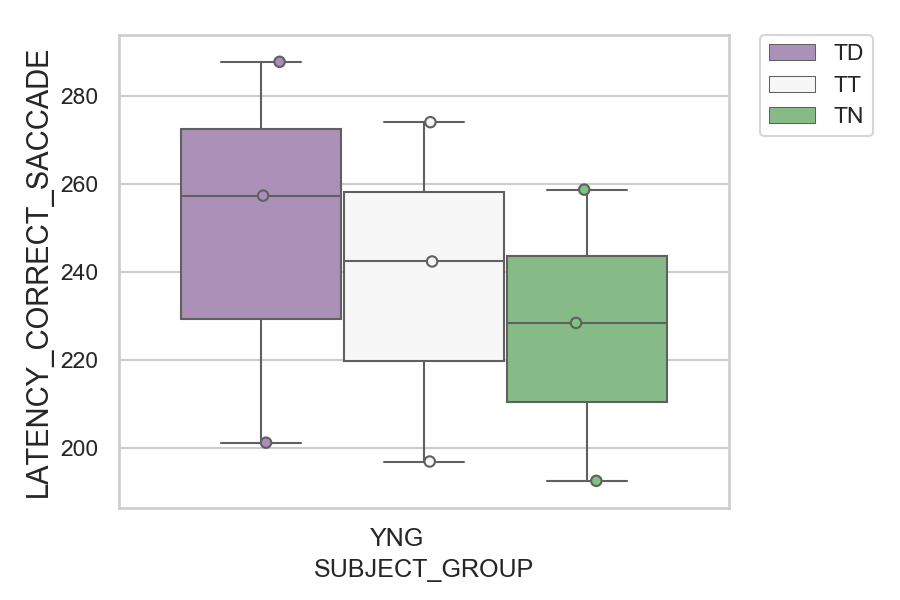 LATENCY_CORRECT_SACCADE
280
260
240
220
200
YNG
SUBJECT_GROUP
TD
TT
TN